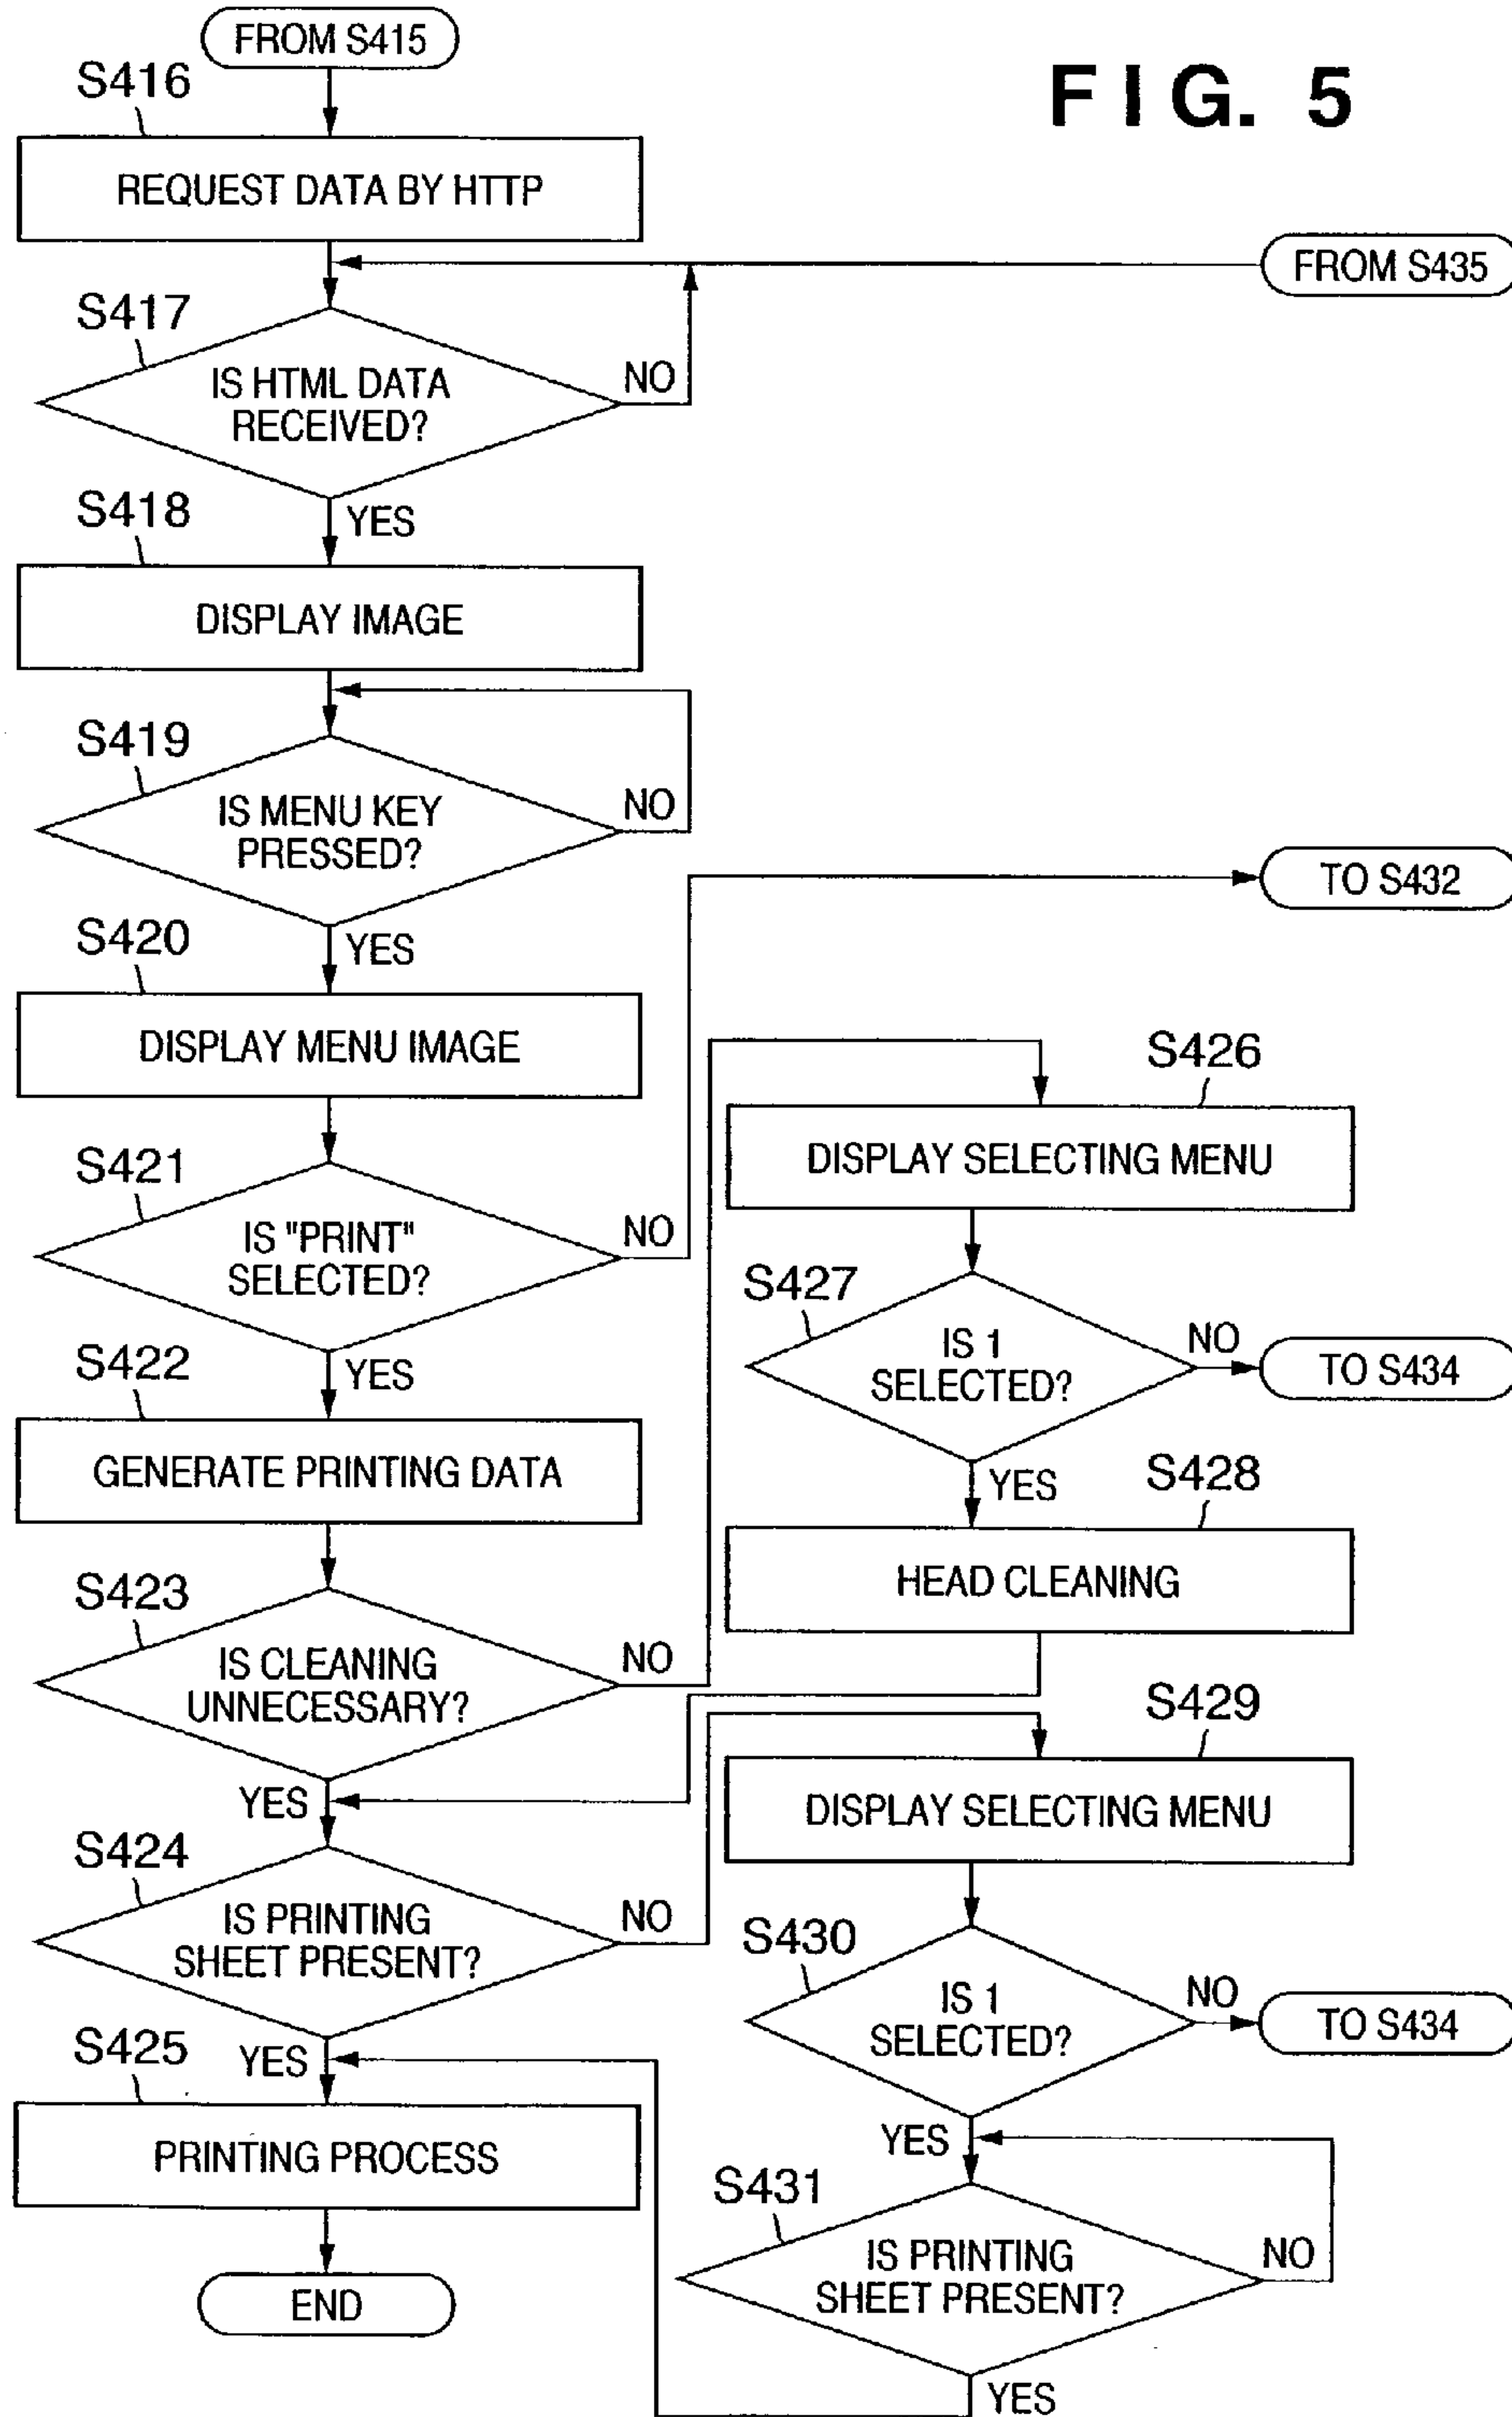 FIG. 5
FROM S415
S416
REQUEST DATA BY HTTP
FROM S435
S417
IS HTML DATA
RECEIVED?
NO
YES
S418
DISPLAY IMAGE
S419
IS MENU KEY
PRESSED?
NO
YES
TO S432
S420
DISPLAY MENU IMAGE
S421
IS "PRINT"
SELECTED?
NO
YES
S422
GENERATE PRINTING DATA
S423
IS CLEANING
UNNECESSARY?
NO
YES
S424
IS PRINTING
SHEET PRESENT?
NO
YES
S425
PRINTING PROCESS
END
S426
DISPLAY SELECTING MENU
S427
IS 1
SELECTED?
NO
TO S434
YES
S428
HEAD CLEANING
S429
DISPLAY SELECTING MENU
S430
IS 1
SELECTED?
NO
TO S434
YES
S431
IS PRINTING
SHEET PRESENT?
NO
YES